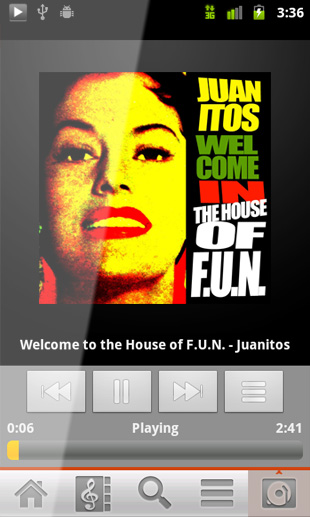 3G
3:36
JUAN
ITOS
WEL
COME
IN
THE HOUSE
OF
F.U.N.
Welcome to the House of F.U.N. - Juanitos
0:06 Playing 2:41